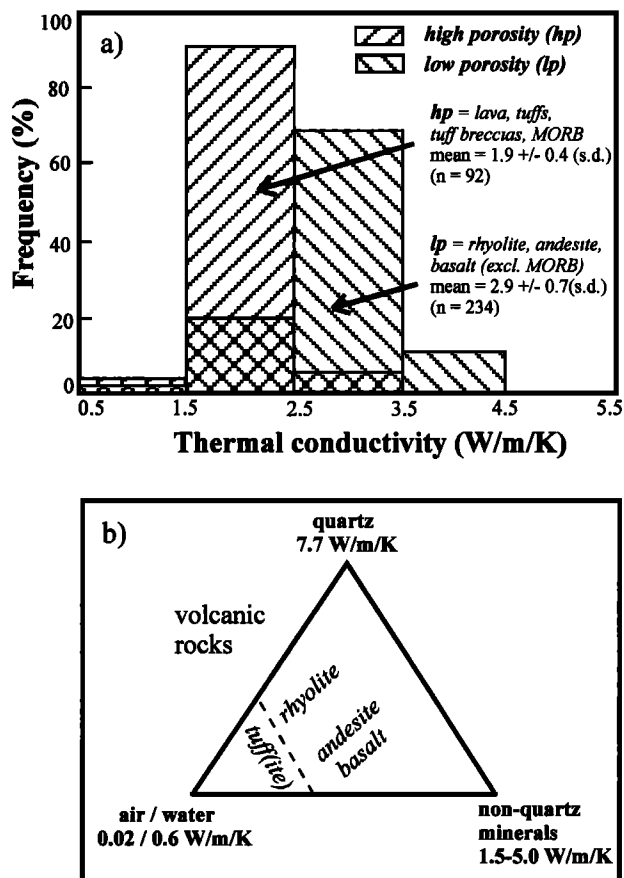 a)
high porosity (hp)
low porosity (lp)
hp = lava, tuffs,
tuff breccuas, MORB
mean = 1.9 +/- 0.4 (s.d.)
(n = 92)
lp = rhyolite, andesite,
basalt (excl. MORB)
mean = 2.9 +/- 0.7(s.d.)
(n = 234)
Frequency (%)
100
80
60
40
20
0
0.5 1.5 2.5 3.5 4.5 5.5
Thermal conductivity (W/m/K)
b)
quartz
7.7 W/m/K
volcanic
rocks
rhyolite
tuff(ite)
andesite
basalt
air / water
0.02 / 0.6 W/m/K
non-quartz
minerals
1.5-5.0 W/m/K